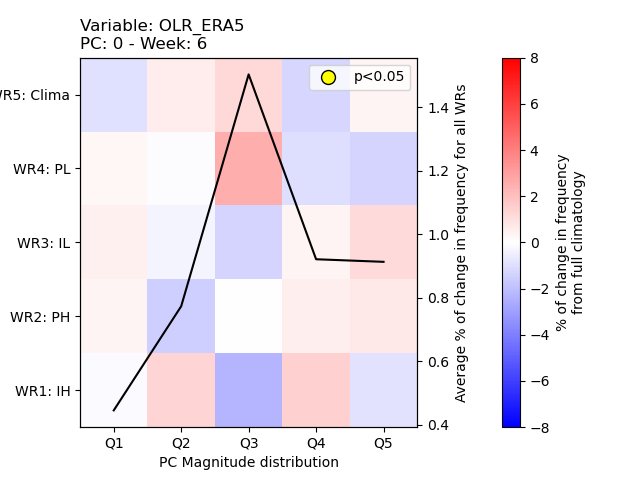 Variable: OLR_ERA5
PC: 0 - Week: 6
p<0.05
WR5: Clima
WR4: PL
WR3: IL
WR2: PH
WR1: IH
Q1 Q2 Q3 Q4 Q5
PC Magnitude distribution
1.4
1.2
1.0
0.8
0.6
0.4
Average % of change in frequency for all WRs
8
6
4
2
0
−2
−4
−6
−8
% of change in frequency
from full climatology